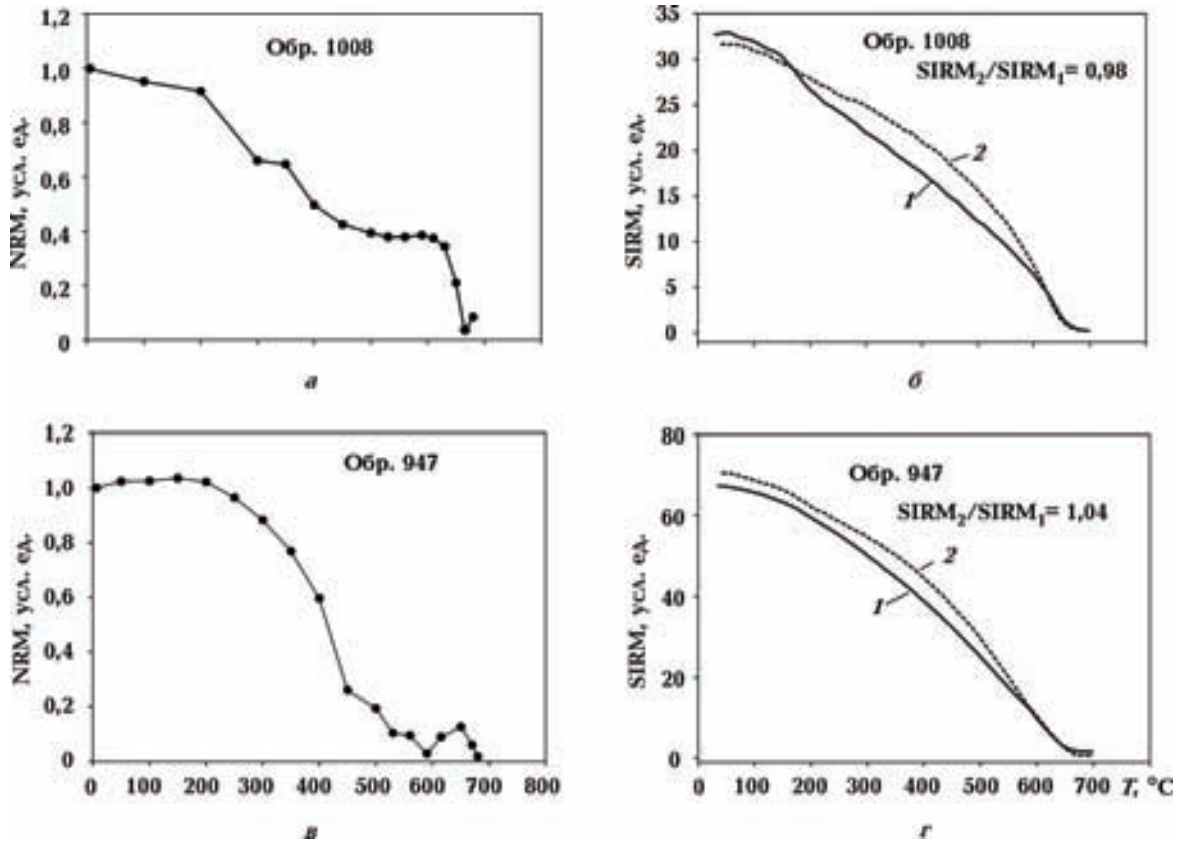 1,2
1,0
0,8
0,6
0,4
0,2
0
NRM, усл. ед.
Обр. 1008
а
35
30
25
20
15
10
5
0
SIRM, усл. ед.
Обр. 1008
SIRM₂/SIRM₁= 0,98
2
1
б
1,2
1,0
0,8
0,6
0,4
0,2
0
NRM, усл. ед.
Обр. 947
0 100 200 300 400 500 600 700 800
в
80
60
40
20
0
SIRM, усл. ед.
Обр. 947
SIRM₂/SIRM₁= 1,04
2
1
0 100 200 300 400 500 600 700 T, °C
г